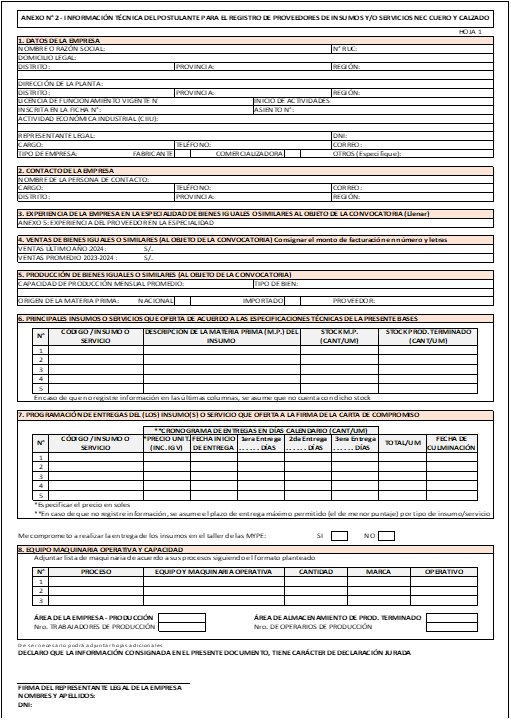 ANEXO N° 2 - INFORMACIÓN TÉCNICA DEL POSTULANTE PARA EL REGISTRO DE PROVEEDORES DE INSUMOS Y/O SERVICIOS NEC CUERO Y CALZADO
HOJA 1
1. DATOS DE LA EMPRESA
NOMBRE O RAZÓN SOCIAL: N° RUC:
DOMICILIO LEGAL:
DISTRITO: PROVINCIA: REGIÓN:
DIRECCIÓN DE LA PLANTA:
DISTRITO: PROVINCIA: REGIÓN:
LICENCIA DE FUNCIONAMIENTO VIGENTE N° INICIO DE ACTIVIDADES:
INSCRITA EN LA FICHA N°: ASIENTO N°:
ACTIVIDAD ECONÓMICA INDUSTRIAL (CIIU):
REPRESENTANTE LEGAL: DNI:
CARGO: TELÉFONO: CORREO:
TIPO DE EMPRESA: FABRICANTE COMERCIALIZADORA OTROS (Especifique):
2. CONTACTO DE LA EMPRESA
NOMBRE DE LA PERSONA DE CONTACTO:
CARGO: TELÉFONO: CORREO:
DISTRITO: PROVINCIA: REGIÓN:
3. EXPERIENCIA DE LA EMPRESA EN LA ESPECIALIDAD DE BIENES IGUALES O SIMILARES AL OBJETO DE LA CONVOCATORIA (Llenar)
ANEXO 5: EXPERIENCIA DEL PROVEEDOR EN LA ESPECIALIDAD
4. VENTAS DE BIENES IGUALES O SIMILARES (AL OBJETO DE LA CONVOCATORIA) Consignar el monto de facturación en número y letras
VENTAS ÚLTIMO AÑO 2024 : S/.
VENTAS PROMEDIO 2023-2024 : S/.
5. PRODUCCIÓN DE BIENES IGUALES O SIMILARES (AL OBJETO DE LA CONVOCATORIA)
CAPACIDAD DE PRODUCCIÓN MENSUAL PROMEDIO: TIPO DE BIEN:
ORIGEN DE LA MATERIA PRIMA: NACIONAL IMPORTADO PROVEEDOR:
6. PRINCIPALES INSUMOS O SERVICIOS QUE OFERTA DE ACUERDO A LAS ESPECIFICACIONES TÉCNICAS DE LA PRESENTE BASES
N° CÓDIGO / INSUMO O SERVICIO DESCRIPCIÓN DE LA MATERIA PRIMA (M.P.) DEL INSUMO STOCK M.P. (CANT/UM) STOCK PROD. TERMINADO (CANT/UM)
1
2
3
4
5
En caso de que no registre información en las últimas columnas, se asume que no cuenta con dicho stock
7. PROGRAMACIÓN DE ENTREGAS DEL (LOS) INSUMO(S) O SERVICIO QUE OFERTA A LA FIRMA DE LA CARTA DE COMPROMISO
**CRONOGRAMA DE ENTREGAS EN DÍAS CALENDARIO (CANT/UM)
N° CÓDIGO / INSUMO O SERVICIO *PRECIO UNIT. (INC. IGV) FECHA INICIO DE ENTREGA 1era Entrega ...... DÍAS 2da Entrega ...... DÍAS 3era Entrega ...... DÍAS TOTAL/UM FECHA DE CULMINACIÓN
1
2
3
4
5
*Especificar el precio en soles
**En caso de que no registre información, se asume el plazo de entrega máximo permitido (el de menor puntaje) por tipo de insumo/servicio
Me comprometo a realizar la entrega de los insumos en el taller de las MYPE: SI NO
8. EQUIPO MAQUINARIA OPERATIVA Y CAPACIDAD
Adjuntar lista de maquinaria de acuerdo a sus procesos siguiendo el formato planteado
N° PROCESO EQUIPO Y MAQUINARIA OPERATIVA CANTIDAD MARCA OPERATIVO
1
2
3
ÁREA DE LA EMPRESA - PRODUCCIÓN ÁREA DE ALMACENAMIENTO DE PROD. TERMINADO
Nro. TRABAJADORES DE PRODUCCIÓN N° DE OPERARIOS DE PRODUCCIÓN
De ser necesario podrá adjuntar hojas adicionales
DECLARO QUE LA INFORMACIÓN CONSIGNADA EN EL PRESENTE DOCUMENTO, TIENE CARÁCTER DE DECLARACIÓN JURADA
FIRMA DEL REPRESENTANTE LEGAL DE LA EMPRESA
NOMBRES Y APELLIDOS:
DNI: